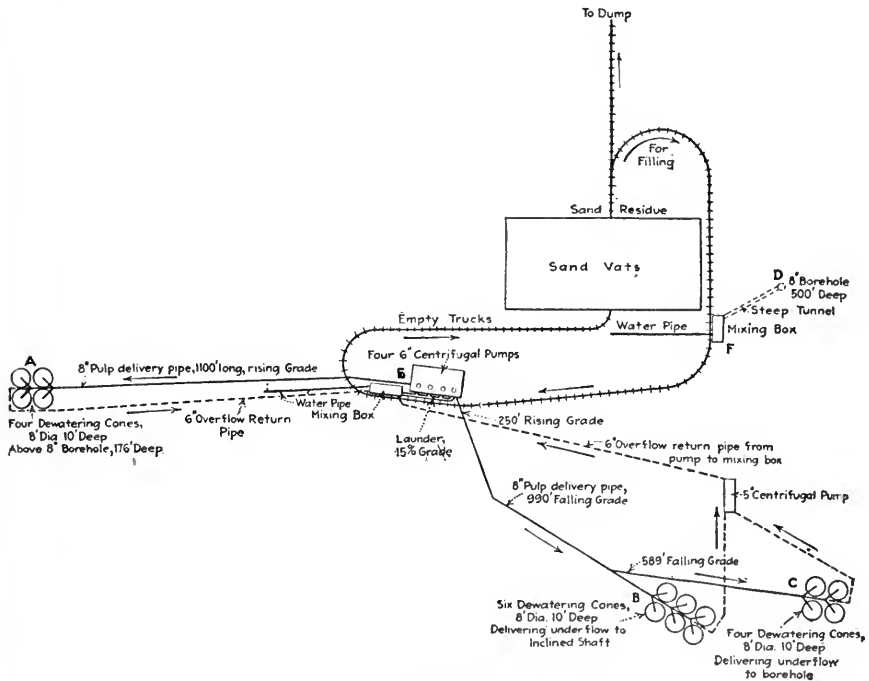 To Dump
For
Filling
Sand Residue
Sand Vats
D
8" Borehole
500' Deep
Steep Tunnel
Empty Trucks
Water Pipe
Mixing Box
F
Four 6" Centrifugal Pumps
A
8" Pulp delivery pipe, 1100' long, rising Grade
E
Water Pipe
Mixing Box
6" Overflow Return
Pipe
Four Dewatering Cones,
8' Dia 10' Deep
Above 8" Borehole, 176' Deep
Launder,
15% Grade
250' Rising Grade
6" Overflow return pipe from
pump to mixing box
8" Pulp delivery pipe,
990' Falling Grade
5" Centrifugal Pump
589' Falling Grade
B
C
Six Dewatering Cones,
8' Dia. 10' Deep
Delivering underflow to
Inclined Shaft
Four Dewatering Cones,
8' Dia. 10' Deep
Delivering underflow
to borehole